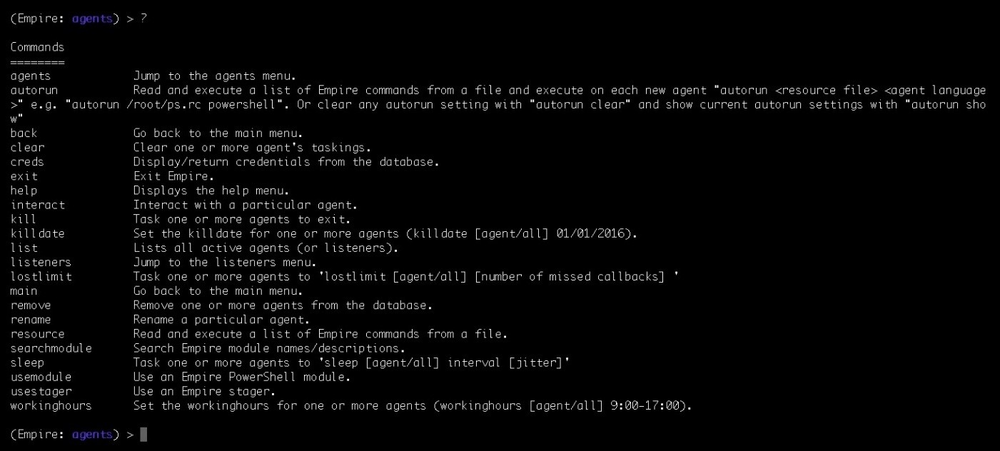 (Empire: agents) > ?
Commands
========
agents            Jump to the agents menu.
autorun           Read and execute a list of Empire commands from a file and execute on each new agent "autorun <resource file> <agent language
>" e.g. "autorun /root/ps.rc powershell". Or clear any autorun setting with "autorun clear" and show current autorun settings with "autorun sho
w"
back              Go back to the main menu.
clear             Clear one or more agent's taskings.
creds             Display/return credentials from the database.
exit              Exit Empire.
help              Displays the help menu.
interact          Interact with a particular agent.
kill              Task one or more agents to exit.
killdate          Set the killdate for one or more agents (killdate [agent/all] 01/01/2016).
list              Lists all active agents (or listeners).
listeners         Jump to the listeners menu.
lostlimit         Task one or more agents to 'lostlimit [agent/all] [number of missed callbacks] '
main              Go back to the main menu.
remove            Remove one or more agents from the database.
rename            Rename a particular agent.
resource          Read and execute a list of Empire commands from a file.
searchmodule      Search Empire module names/descriptions.
sleep             Task one or more agents to 'sleep [agent/all] interval [jitter]'
usemodule         Use an Empire PowerShell module.
usestager         Use an Empire stager.
workinghours      Set the workinghours for one or more agents (workinghours [agent/all] 9:00-17:00).
(Empire: agents) >